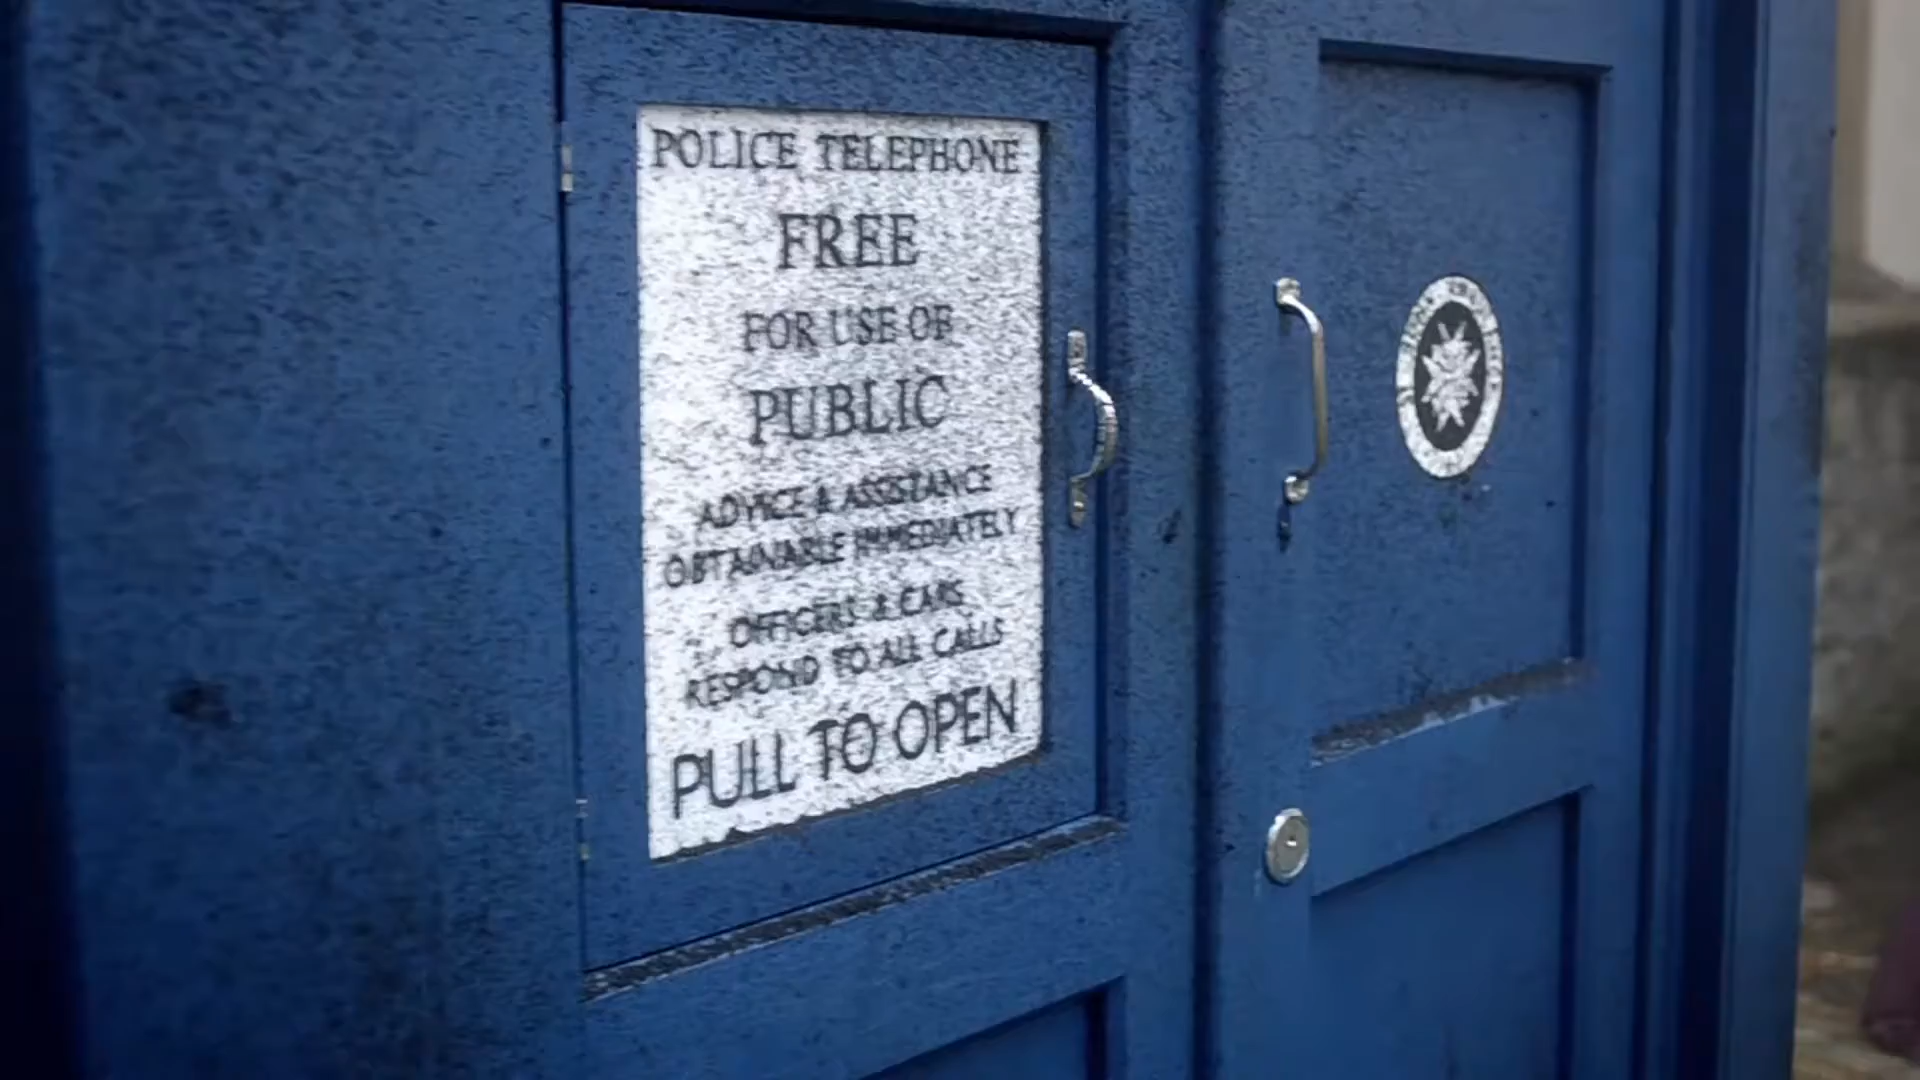 POLICE TELEPHONE
FREE
FOR USE OF
PUBLIC
ADVICE & ASSISTANCE
OBTAINABLE IMMEDIATELY
OFFICERS & CARS
RESPOND TO ALL CALLS
PULL TO OPEN